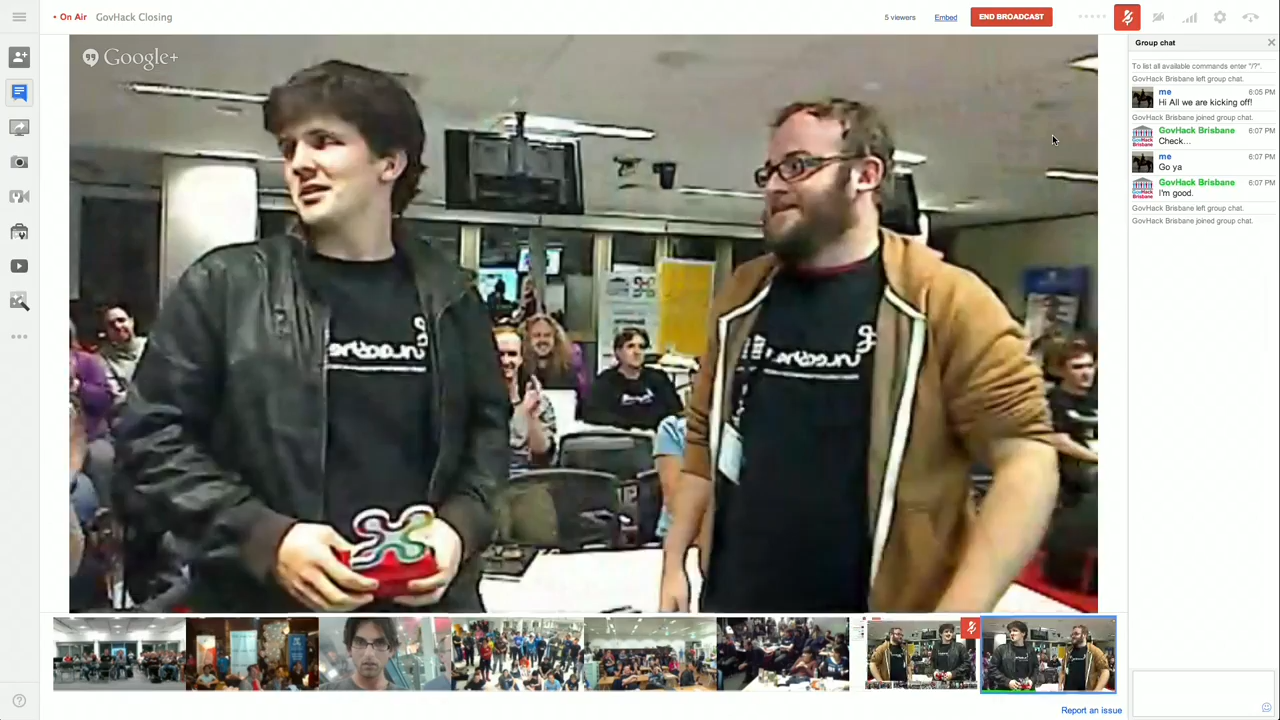 • On Air
GovHack Closing
5 viewers
Embed
END BROADCAST
Google+
Group chat
To list all available commands enter "/?".
GovHack Brisbane left group chat.
me
6:05 PM
Hi All we are kicking off!
GovHack Brisbane joined group chat.
GovHack Brisbane
6:07 PM
Check...
me
6:07 PM
Go ya
GovHack Brisbane
6:07 PM
I'm good.
GovHack Brisbane left group chat.
GovHack Brisbane joined group chat.
Report an issue